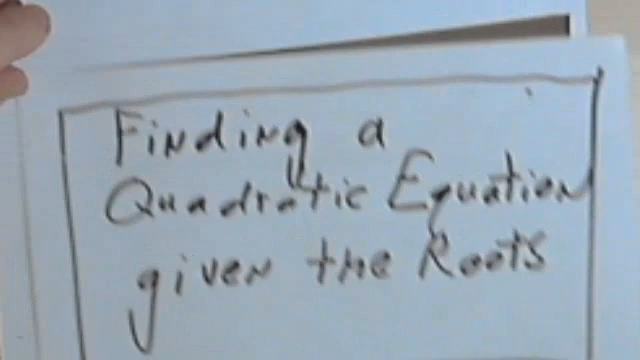 Finding a
Quadratic Equation
given the Roots